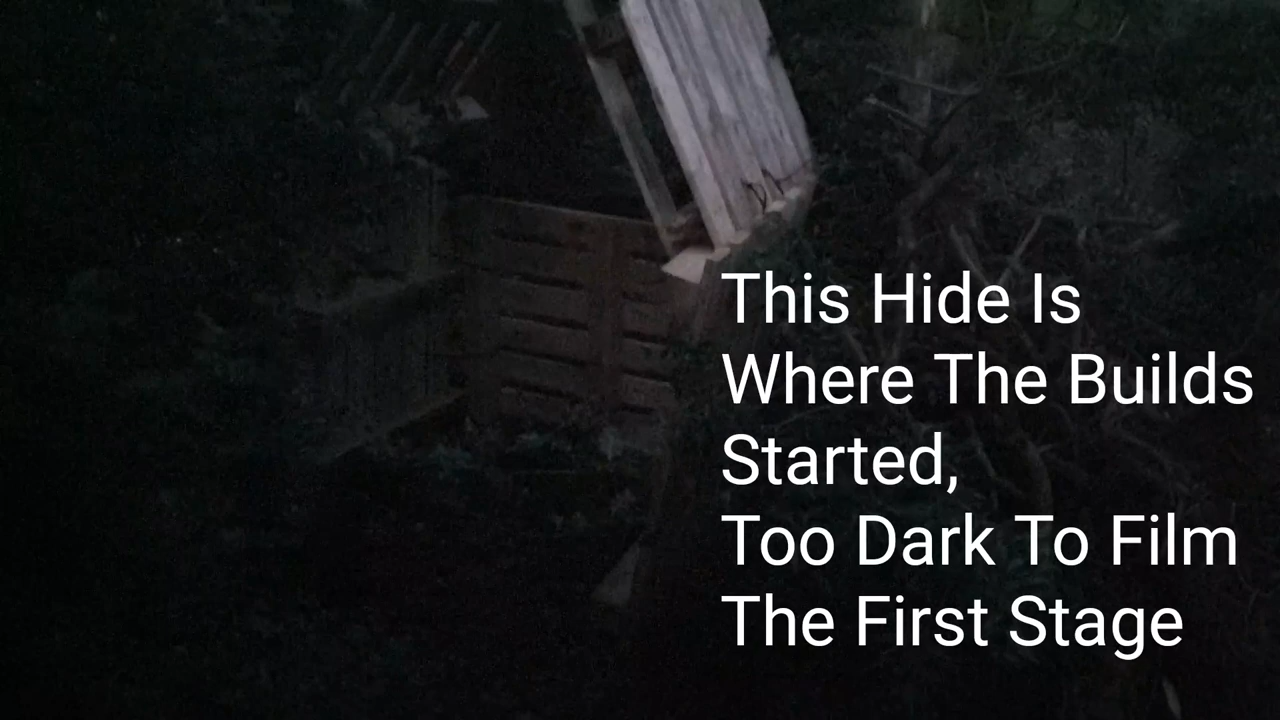 This Hide Is
Where The Builds
Started,
Too Dark To Film
The First Stage